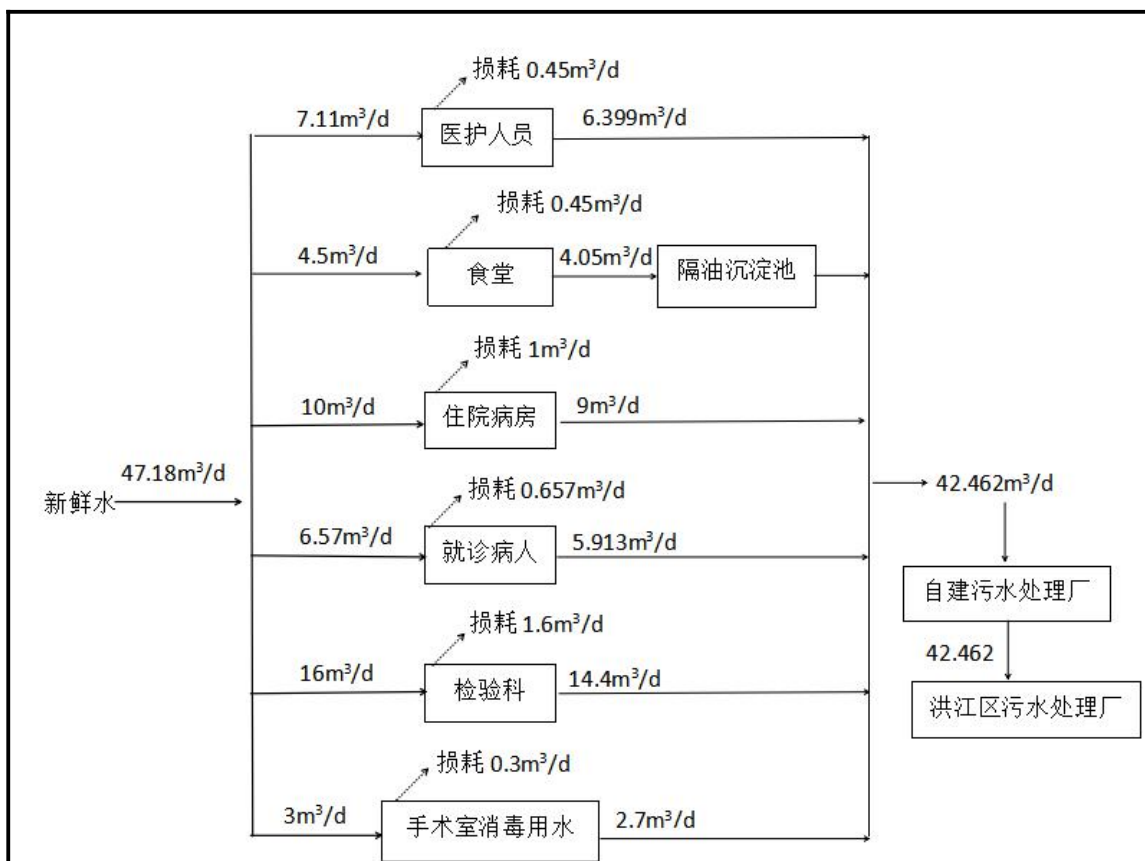 损耗 0.45m³/d
7.11m³/d
医护人员
6.399m³/d
损耗 0.45m³/d
4.5m³/d
食堂
4.05m³/d
隔油沉淀池
损耗 1m³/d
10m³/d
住院病房
9m³/d
47.18m³/d
新鲜水
损耗 0.657m³/d
6.57m³/d
就诊病人
5.913m³/d
42.462m³/d
自建污水处理厂
42.462
洪江区污水处理厂
损耗 1.6m³/d
16m³/d
检验科
14.4m³/d
损耗 0.3m³/d
3m³/d
手术室消毒用水
2.7m³/d